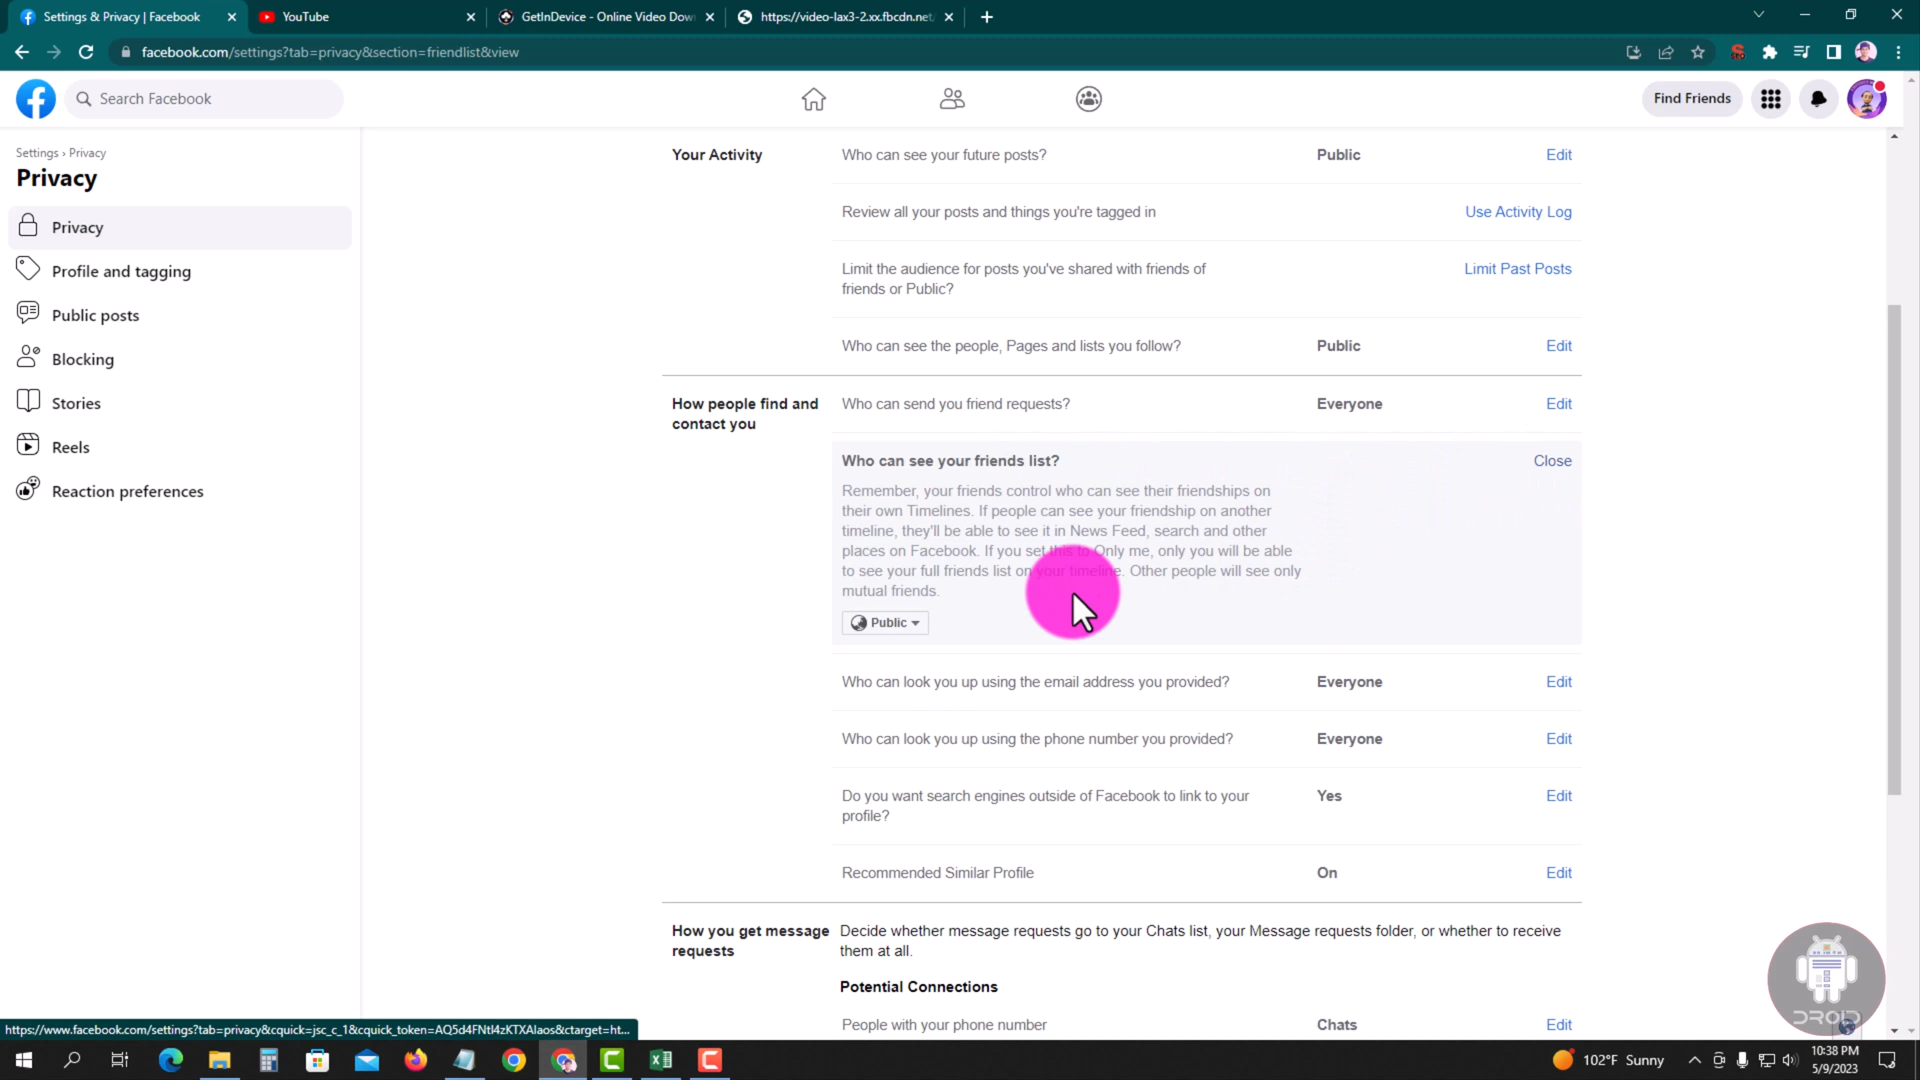 Settings & Privacy | Facebook
YouTube
GetInDevice - Online Video Dow
https://video-lax3-2.xx.fbcdn.net/
facebook.com/settings?tab=privacy&section=friendlist&view
Search Facebook
Find Friends
Settings › Privacy
Privacy
Privacy
Profile and tagging
Public posts
Blocking
Stories
Reels
Reaction preferences
Your Activity
Who can see your future posts?
Public
Edit
Review all your posts and things you're tagged in
Use Activity Log
Limit the audience for posts you've shared with friends of
friends or Public?
Limit Past Posts
Who can see the people, Pages and lists you follow?
Public
Edit
How people find and
contact you
Who can send you friend requests?
Everyone
Edit
Who can see your friends list?
Close
Remember, your friends control who can see their friendships on
their own Timelines. If people can see your friendship on another
timeline, they'll be able to see it in News Feed, search and other
places on Facebook. If you set this to Only me, only you will be able
to see your full friends list on your timeline. Other people will see only
mutual friends.
Public
Who can look you up using the email address you provided?
Everyone
Edit
Who can look you up using the phone number you provided?
Everyone
Edit
Do you want search engines outside of Facebook to link to your
profile?
Yes
Edit
Recommended Similar Profile
On
Edit
How you get message
requests
Decide whether message requests go to your Chats list, your Message requests folder, or whether to receive
them at all.
Potential Connections
People with your phone number
Chats
Edit
DROID
102°F Sunny
10:38 PM
5/9/2023